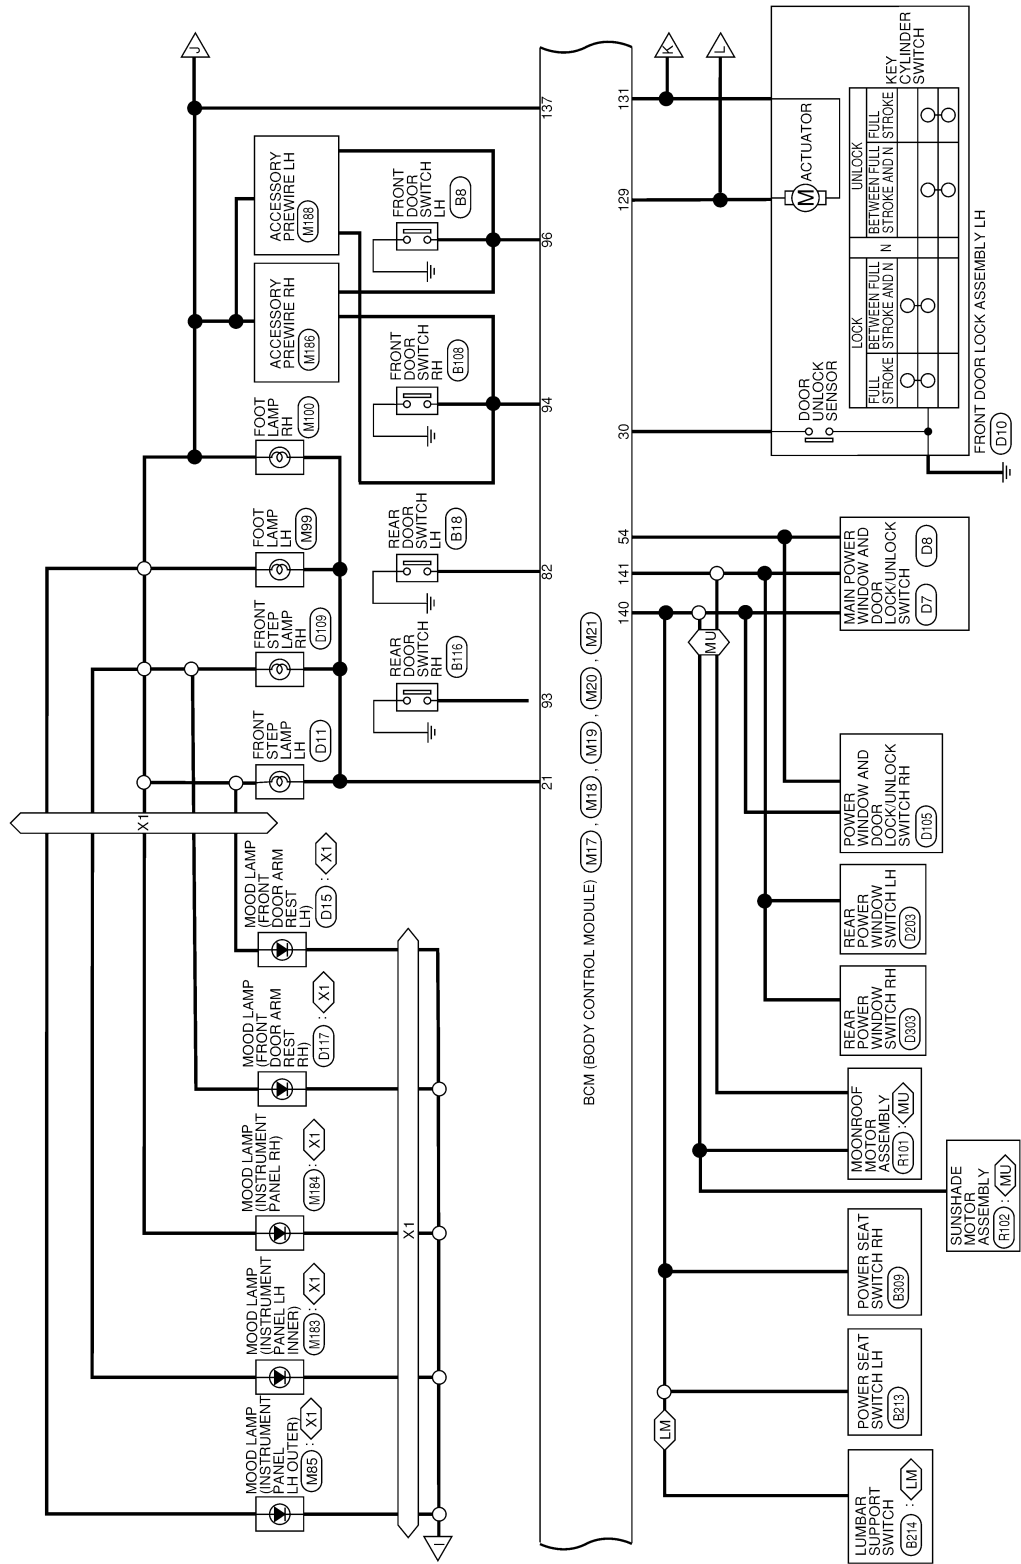 J
K
L
137
131
129
96
94
30
82
54
141
140
93
21
ACCESSORY
PREWIRE LH
M188
ACCESSORY
PREWIRE RH
M186
FRONT
DOOR
SWITCH
LH
B8
FRONT
DOOR
SWITCH
RH
B108
REAR
DOOR
SWITCH
LH
B18
REAR
DOOR
SWITCH
RH
B116
FOOT
LAMP
RH
M100
FOOT
LAMP
LH
M99
FRONT
STEP
LAMP
RH
D109
FRONT
STEP
LAMP
LH
D11
X1
MOOD LAMP
(FRONT
DOOR ARM
REST
LH)
D15 : X1
MOOD LAMP
(FRONT
DOOR ARM
REST
RH)
D117 : X1
MOOD LAMP
(INSTRUMENT
PANEL RH)
M184 : X1
MOOD LAMP
(INSTRUMENT
PANEL LH
INNER)
M183 : X1
MOOD LAMP
(INSTRUMENT
PANEL
LH OUTER)
M85 : X1
X1
I
BCM (BODY CONTROL MODULE) M17 , M18 , M19 , M20 , M21
M
ACTUATOR
KEY
CYLINDER
SWITCH
LOCK
N
UNLOCK
FULL
STROKE
BETWEEN FULL
STROKE AND N
BETWEEN FULL
STROKE AND N
FULL
STROKE
DOOR
UNLOCK
SENSOR
FRONT DOOR LOCK ASSEMBLY LH
D10
MAIN POWER
WINDOW AND
DOOR
LOCK/UNLOCK
SWITCH
D7
D8
MU
POWER
WINDOW AND
DOOR
LOCK/UNLOCK
SWITCH RH
D105
REAR
POWER
WINDOW
SWITCH LH
D203
REAR
POWER
WINDOW
SWITCH RH
D303
MOONROOF
MOTOR
ASSEMBLY
R101 : MU
SUNSHADE
MOTOR
ASSEMBLY
R102 : MU
POWER SEAT
SWITCH RH
B309
POWER SEAT
SWITCH LH
B213
LM
LUMBAR
SUPPORT
SWITCH
B214 : LM